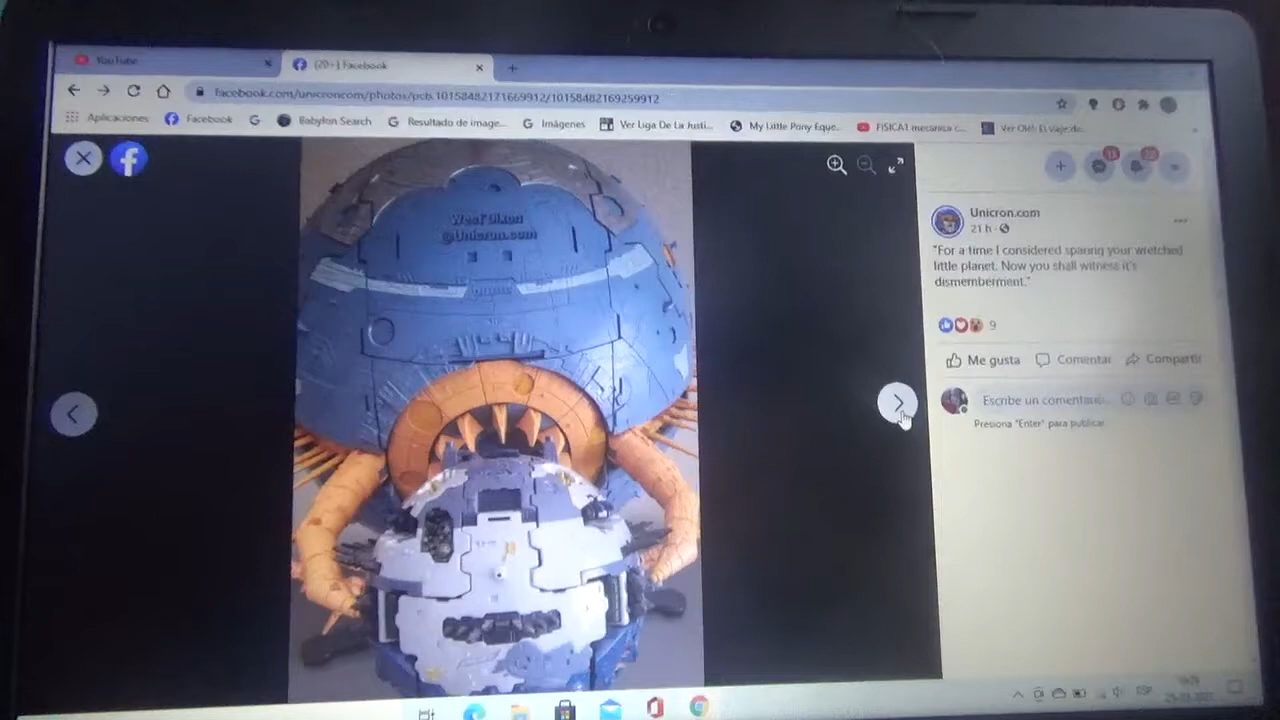 YouTube
(20+) Facebook
facebook.com/unicroncom/photos/pcb.10158482171669912/10158482169259912
Aplicaciones
Facebook
Babylon Search
Resultado de image...
Imágenes
Ver Liga De La Justi...
My Little Pony Eque...
FISICA1 mecanica c...
@Unicron.com
Unicron.com
21 h
"For a time I considered sparing your wretched
little planet. Now you shall witness it's
dismemberment."
9
Me gusta
Comentar
Compartir
Escribe un comentario...
Presiona "Enter" para publicar.
ESP